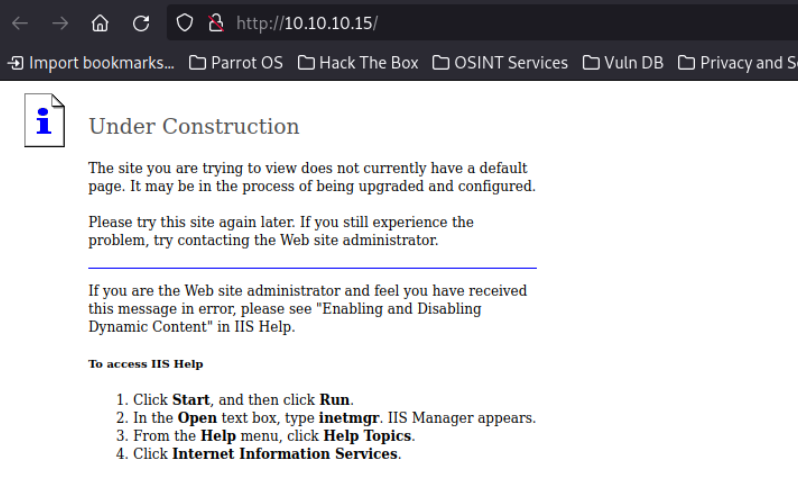 http://10.10.10.15/
Import bookmarks... Parrot OS Hack The Box OSINT Services Vuln DB Privacy and S
i
Under Construction
The site you are trying to view does not currently have a default
page. It may be in the process of being upgraded and configured.
Please try this site again later. If you still experience the
problem, try contacting the Web site administrator.
If you are the Web site administrator and feel you have received
this message in error, please see "Enabling and Disabling
Dynamic Content" in IIS Help.
To access IIS Help
1. Click Start, and then click Run.
2. In the Open text box, type inetmgr. IIS Manager appears.
3. From the Help menu, click Help Topics.
4. Click Internet Information Services.